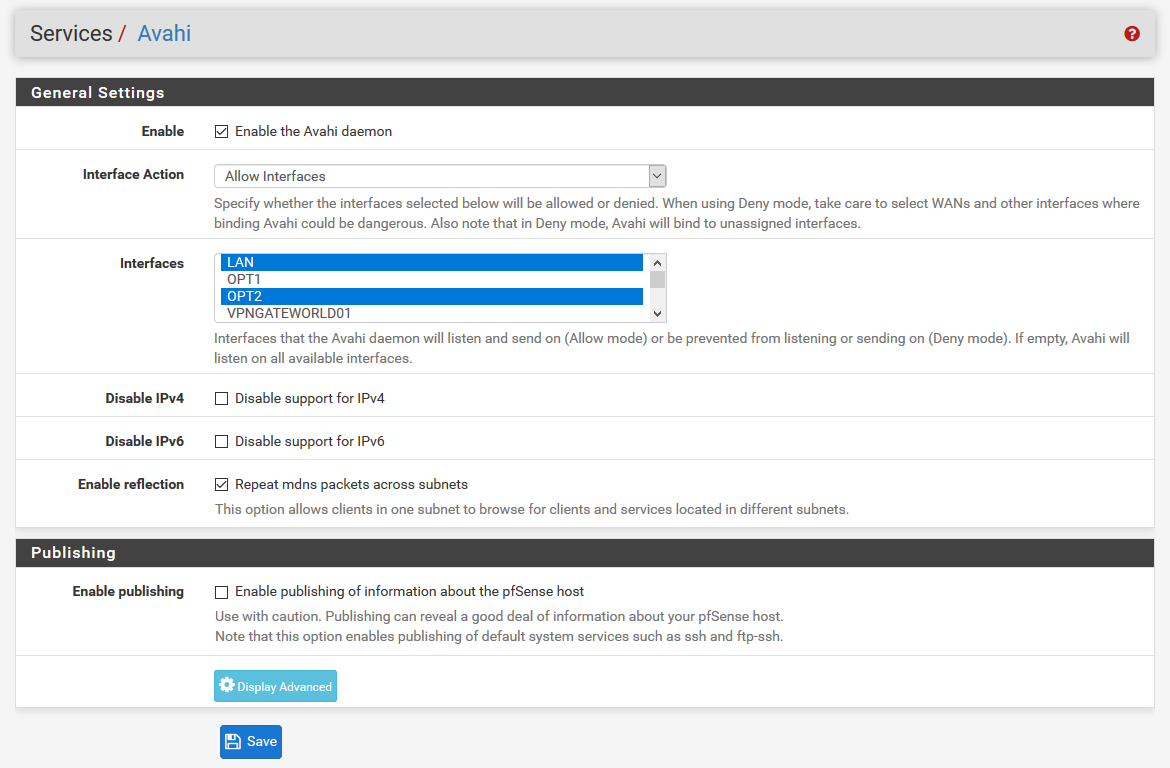 Services / Avahi
General Settings
Enable
Enable the Avahi daemon
Interface Action
Allow Interfaces
Specify whether the interfaces selected below will be allowed or denied. When using Deny mode, take care to select WANs and other interfaces where
binding Avahi could be dangerous. Also note that in Deny mode, Avahi will bind to unassigned interfaces.
Interfaces
LAN
OPT1
OPT2
VPNGATEWORLD01
Interfaces that the Avahi daemon will listen and send on (Allow mode) or be prevented from listening or sending on (Deny mode). If empty, Avahi will
listen on all available interfaces.
Disable IPv4
Disable support for IPv4
Disable IPv6
Disable support for IPv6
Enable reflection
Repeat mdns packets across subnets
This option allows clients in one subnet to browse for clients and services located in different subnets.
Publishing
Enable publishing
Enable publishing of information about the pfSense host
Use with caution. Publishing can reveal a good deal of information about your pfSense host.
Note that this option enables publishing of default system services such as ssh and ftp-ssh.
Display Advanced
Save